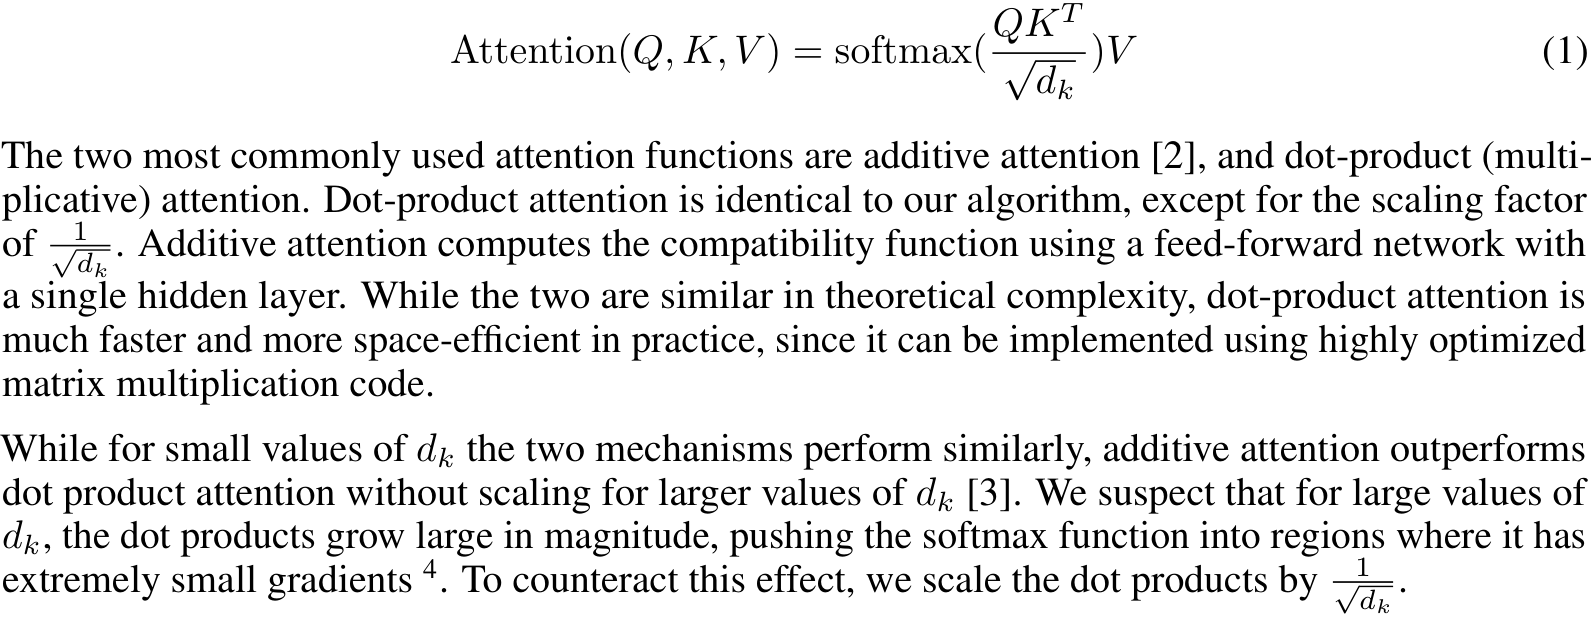 Attention(Q, K, V) = softmax(\frac{QK^T}{\sqrt{d_k}})V (1)
The two most commonly used attention functions are additive attention [2], and dot-product (multi-
plicative) attention. Dot-product attention is identical to our algorithm, except for the scaling factor
of \frac{1}{\sqrt{d_k}}. Additive attention computes the compatibility function using a feed-forward network with
a single hidden layer. While the two are similar in theoretical complexity, dot-product attention is
much faster and more space-efficient in practice, since it can be implemented using highly optimized
matrix multiplication code.
While for small values of d_k the two mechanisms perform similarly, additive attention outperforms
dot product attention without scaling for larger values of d_k [3]. We suspect that for large values of
d_k, the dot products grow large in magnitude, pushing the softmax function into regions where it has
extremely small gradients ^4. To counteract this effect, we scale the dot products by \frac{1}{\sqrt{d_k}}.